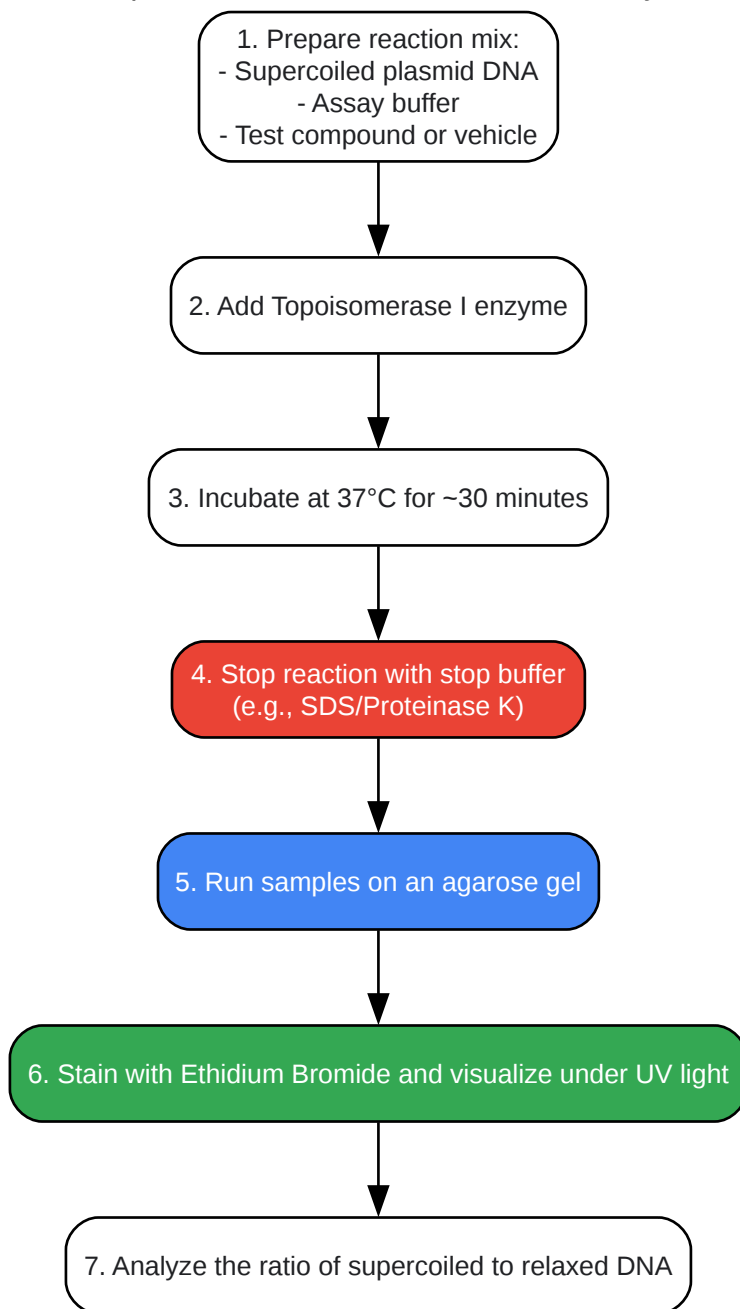 1. Prepare reaction mix:
- Supercoiled plasmid DNA
- Assay buffer
- Test compound or vehicle
2. Add Topoisomerase I enzyme
3. Incubate at 37°C for ~30 minutes
4. Stop reaction with stop buffer
(e.g., SDS/Proteinase K)
5. Run samples on an agarose gel
6. Stain with Ethidium Bromide and visualize under UV light
7. Analyze the ratio of supercoiled to relaxed DNA